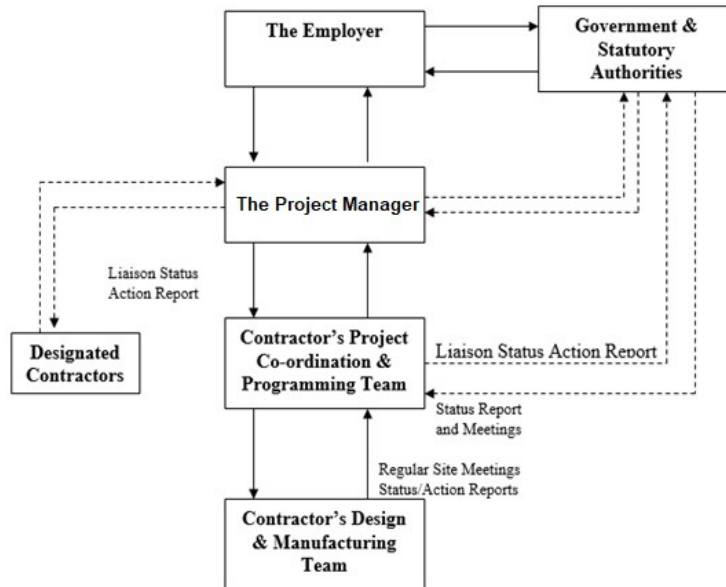 The Employer
Government &
Statutory
Authorities
The Project Manager
Liaison Status
Action Report
Designated
Contractors
Contractor’s Project
Co-ordination &
Programming Team
Liaison Status Action Report
Status Report
and Meetings
Regular Site Meetings
Status/Action Reports
Contractor’s Design
& Manufacturing
Team